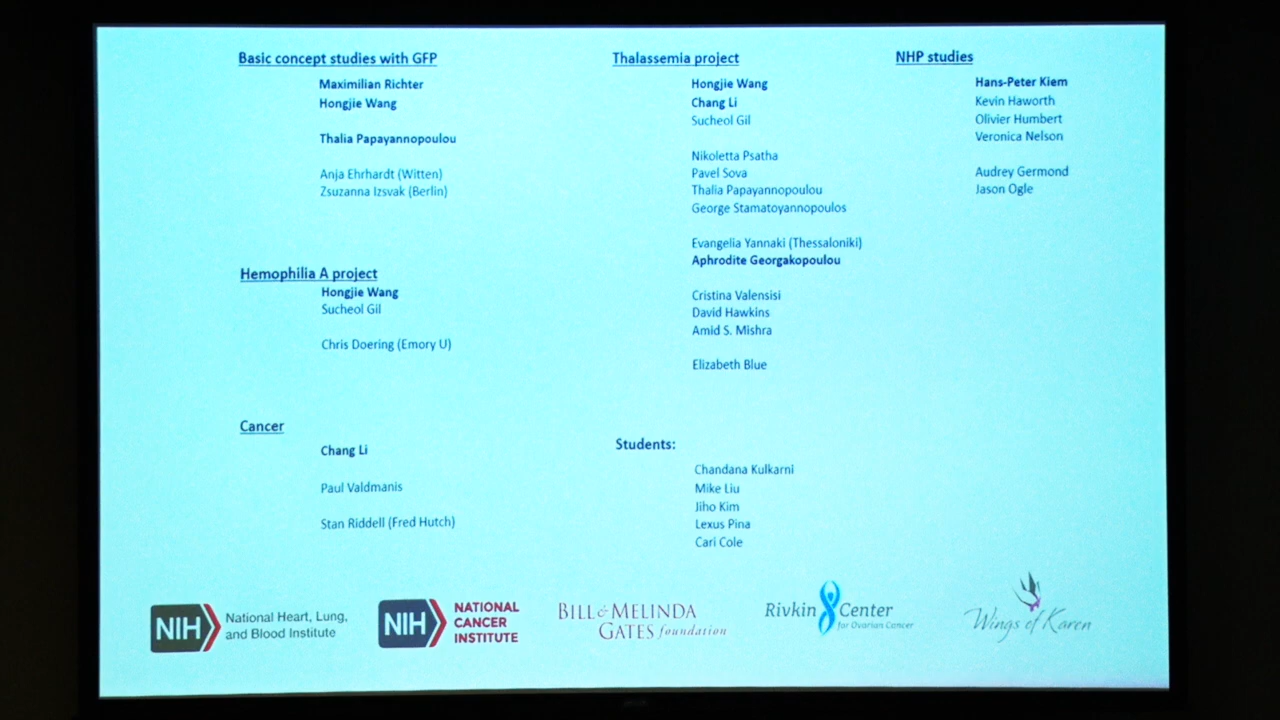 Basic concept studies with GFP
Maximilian Richter
Hongjie Wang
Thalia Papayannopoulou
Anja Ehrhardt (Witten)
Zsuzanna Izsvak (Berlin)
Hemophilia A project
Hongjie Wang
Sucheol Gil
Chris Doering (Emory U)
Cancer
Chang Li
Paul Valdmanis
Stan Riddell (Fred Hutch)
Thalassemia project
Hongjie Wang
Chang Li
Sucheol Gil
Nikoletta Psatha
Pavel Sova
Thalia Papayannopoulou
George Stamatoyannopoulos
Evangelia Yannaki (Thessaloniki)
Aphrodite Georgakopoulou
Cristina Valensisi
David Hawkins
Amid S. Mishra
Elizabeth Blue
Students:
Chandana Kulkarni
Mike Liu
Jiho Kim
Lexus Pina
Cari Cole
NHP studies
Hans-Peter Kiem
Kevin Haworth
Olivier Humbert
Veronica Nelson
Audrey Germond
Jason Ogle
NIH National Heart, Lung,
and Blood Institute
NIH NATIONAL
CANCER
INSTITUTE
BILL & MELINDA
GATES foundation
Rivkin Center
for Ovarian Cancer
Wings of Karen